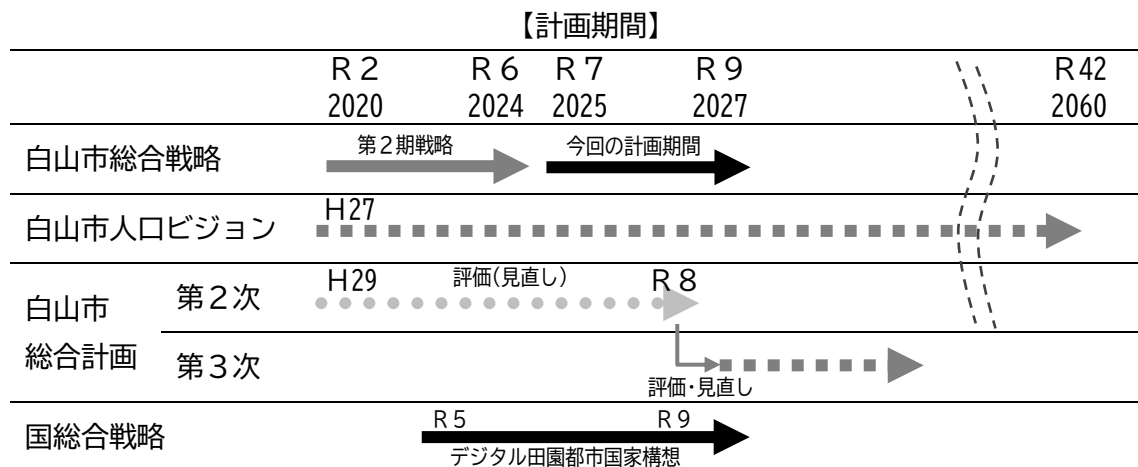 【計画期間】
R2 R6 R7 R9 R42
2020 2024 2025 2027 2060
白山市総合戦略 第2期戦略 今回の計画期間
白山市人口ビジョン H27
白山市
総合計画
第2次 H29 評価(見直し) R8
第3次
評価・見直し
国総合戦略 R5 R9
デジタル田園都市国家構想